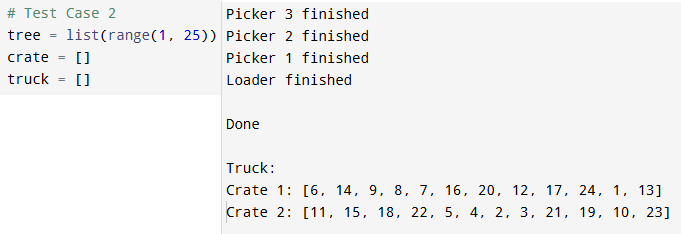 # Test Case 2
tree = list(range(1, 25))
crate = []
truck = []
Picker 3 finished
Picker 2 finished
Picker 1 finished
Loader finished
Done
Truck:
Crate 1: [6, 14, 9, 8, 7, 16, 20, 12, 17, 24, 1, 13]
Crate 2: [11, 15, 18, 22, 5, 4, 2, 3, 21, 19, 10, 23]